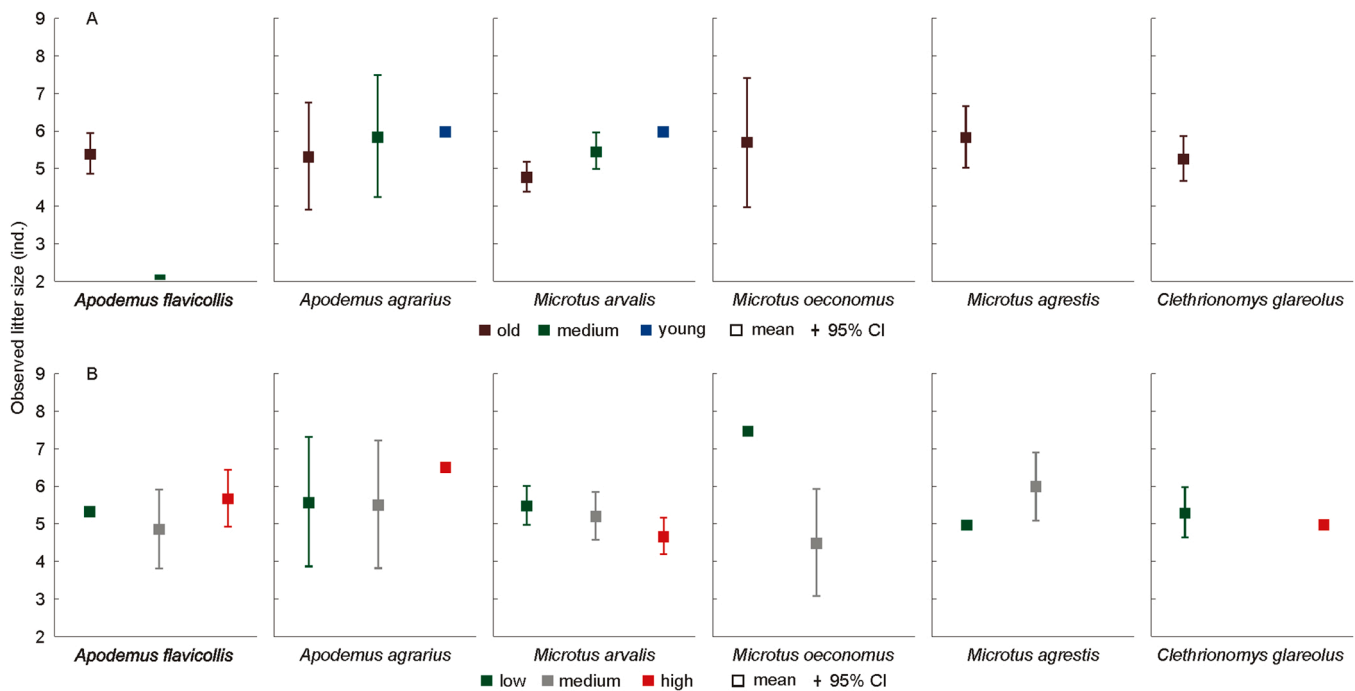 A
9
8
7
6
5
4
3
2
Apodemus flavicollis Apodemus agrarius Microtus arvalis Microtus oeconomus Microtus agrestis Clethrionomys glareolus
old medium young mean 95% CI
Observed litter size (ind.)
B
9
8
7
6
5
4
3
2
Apodemus flavicollis Apodemus agrarius Microtus arvalis Microtus oeconomus Microtus agrestis Clethrionomys glareolus
low medium high mean 95% CI